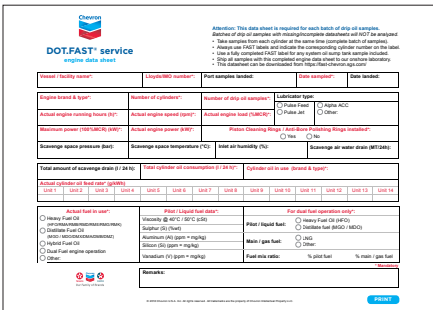 Chevron
DOT.FAST® service
engine data sheet
Attention: This data sheet is required for each batch of drip oil samples.
Batches of drip oil samples with missing/incomplete datasheets will NOT be analyzed
• Take samples from each cylinder at the same time (complete batch of samples).
• Always use FAST labels and indicate the corresponding cylinder number on the label.
• Use a fully completed FAST label for any system oil sump tank sample included.
• Ship all samples with this completed engine data sheet to our onshore laboratory.
• This datasheet can be downloaded from https://fast-chevron.sgs.com/
Vessel / facility name*: Lloyds/IMO number*: Port samples landed: Date sampled*: Date landed:
Engine brand & type*: Number of cylinders*: Number of drip oil samples*: Lubricator type:
Pulse Feed Alpha ACC
Pulse Jet Other:
Actual engine running hours (h)*: Actual engine speed (rpm)*: Actual engine load (%MCR)*:
Maximum power (100%MCR) (kW)*: Actual engine power (kW)*: Piston Cleaning Rings / Anti-Bore Polishing Rings installed*:
Yes No
Scavenge space pressure (bar): Scavenge space temperature (°C): Inlet air humidity (%): Scavenge air water drain (MT/24h):
Total amount of scavenge drain (l / 24 h): Total cylinder oil consumption (l / 24 h)*: Cylinder oil in use (brand & type)*:
Actual cylinder oil feed rate* (g/kWh)
Unit 1 Unit 2 Unit 3 Unit 4 Unit 5 Unit 6 Unit 7 Unit 8 Unit 9 Unit 10 Unit 11 Unit 12 Unit 13 Unit 14
Actual fuel in use*: Pilot / Liquid fuel data*: For dual fuel operation only*:
Heavy Fuel Oil
Distillate Fuel Oil
Hybrid Fuel Oil
Dual Fuel engine operation
Other:
Viscosity @ 40°C / 50°C (cSt)
Sulphur (S) (%wt)
Aluminum (Al) (ppm = mg/kg)
Silicon (Si) (ppm = mg/kg)
Vanadium (V) (ppm = mg/kg)
Pilot / liquid fuel: Heavy Fuel Oil (HFO)
Distillate fuel (MGO / MDO)
Main / gas fuel: LNG
Other:
Fuel mix ratio: % pilot fuel % main / gas fuel
* Mandatory
Remarks:
PRINT